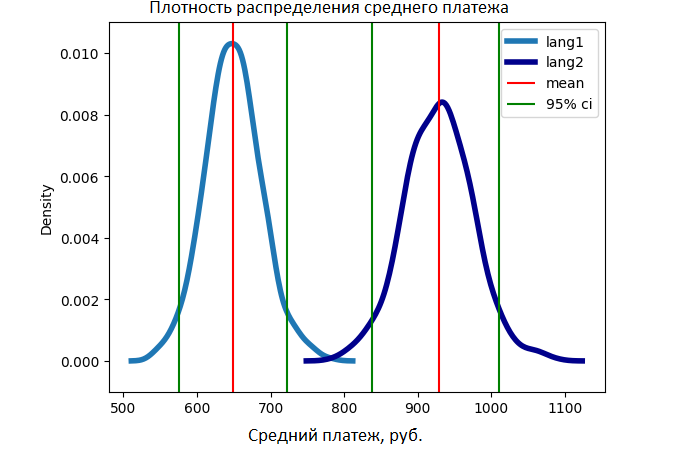 Плотность распределения среднего платежа
lang1
lang2
mean
95% ci
Density
0.010
0.008
0.006
0.004
0.002
0.000
500 600 700 800 900 1000 1100
Средний платеж, руб.